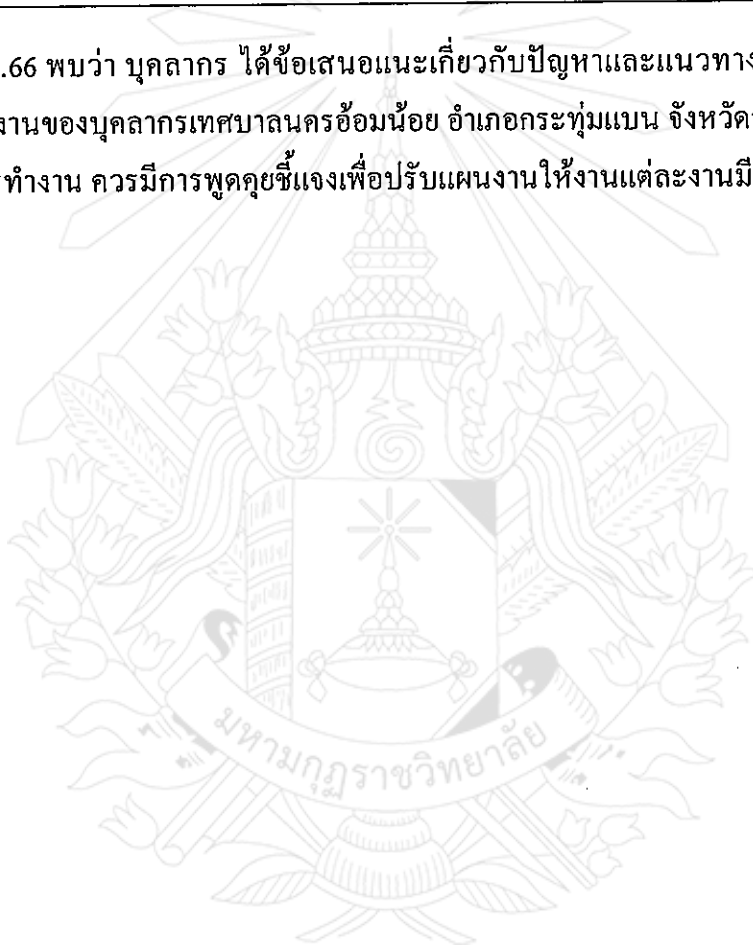 .66 พบว่า บุคลากร ได้ข้อเสนอแนะเกี่ยวกับปัญหาและแนวทาง
งานของบุคลากรเทศบาลนครอ้อมน้อย อำเภอกระทุ่มแบน จังหวัด
ทำงาน ควรมีการพูดคุยชี้แจงเพื่อปรับแผนงานให้งานแต่ละงานมี
มหามกุฏราชวิทยาลัย